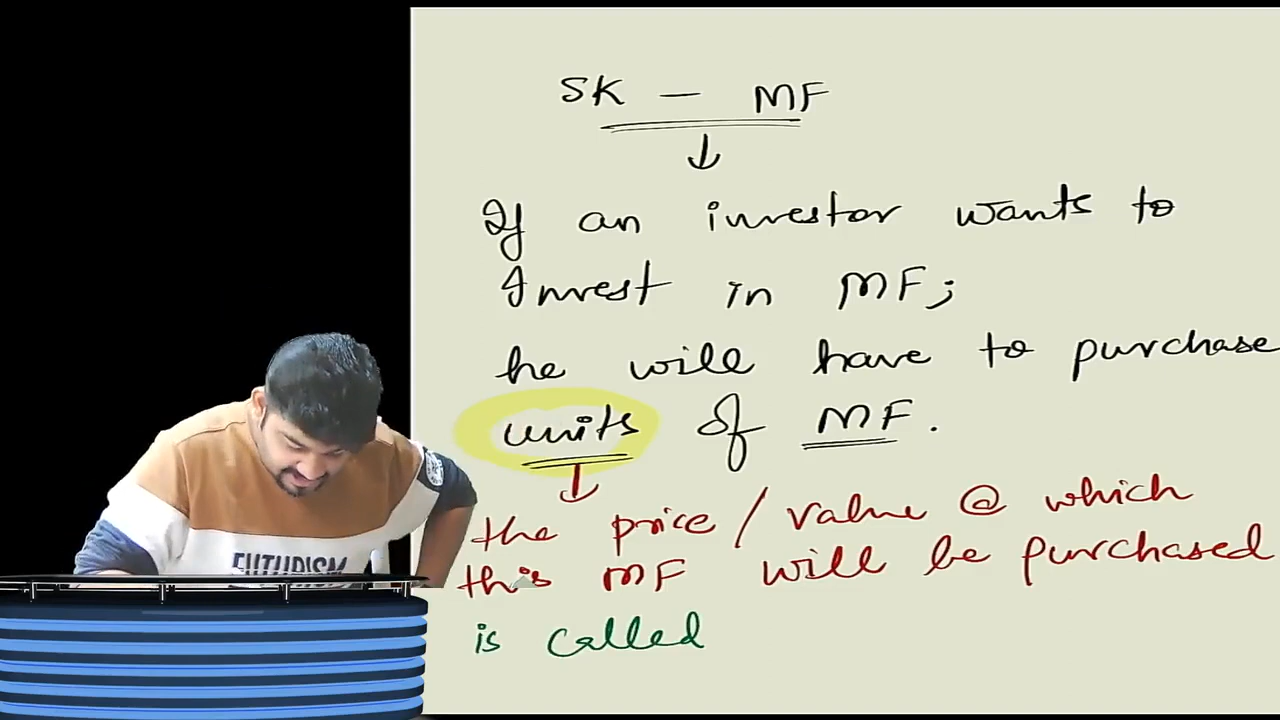 SK - MF
If an investor wants to
Invest in MF;
he will have to purchase
units of MF.
the price / value @ which
this MF will be purchased
is called
FUTURISM